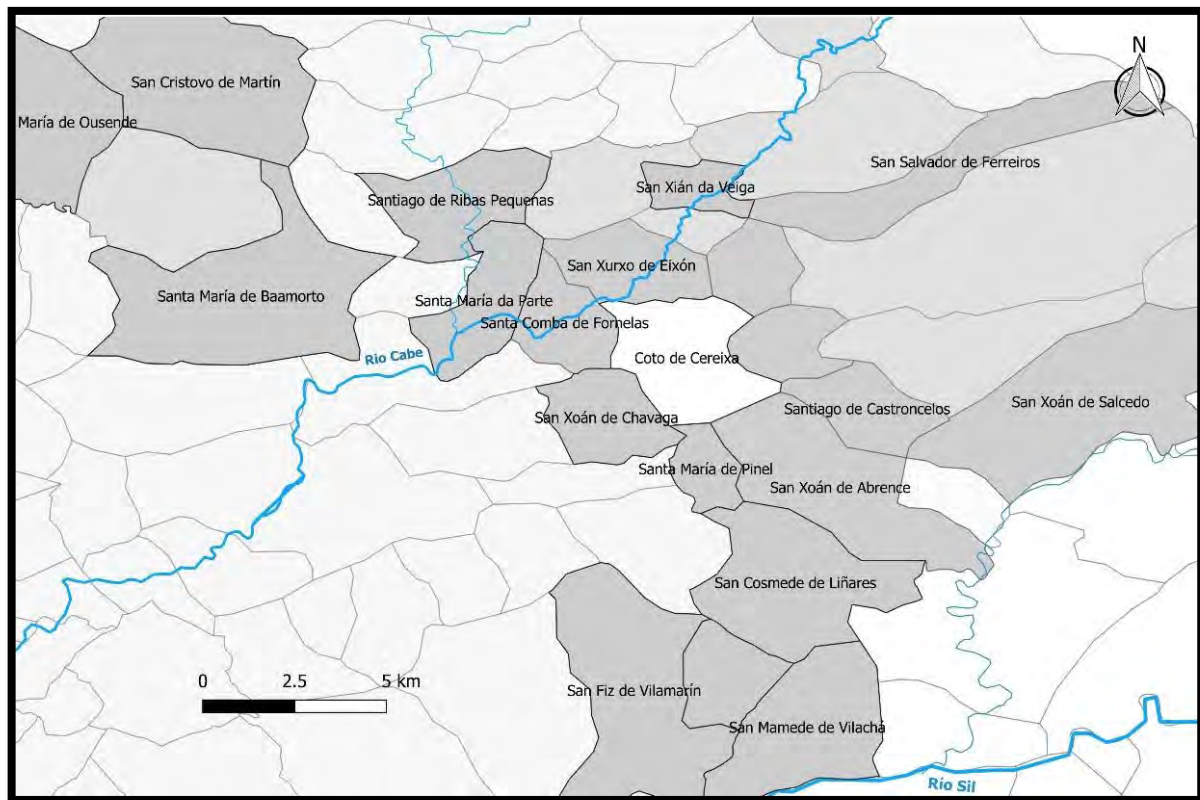 N
San Cristovo de Martín
María de Ousende
San Salvador de Ferreiros
San Xián da Veiga
Santiago de Ribas Pequeñas
San Xurxo de Eixón
Santa María de Baamorto
Santa María da Parte
Santa Comba de Fornelas
Rio Cabe
Coto de Cereixa
San Xoán de Salcedo
Santiago de Castroncelos
San Xoán de Chavaga
Santa María de Pinel
San Xoán de Abrence
San Cosmede de Liñares
0 2.5 5 km
San Fiz de Vilamarín
San Mamede de Vilachá
Rio Sil